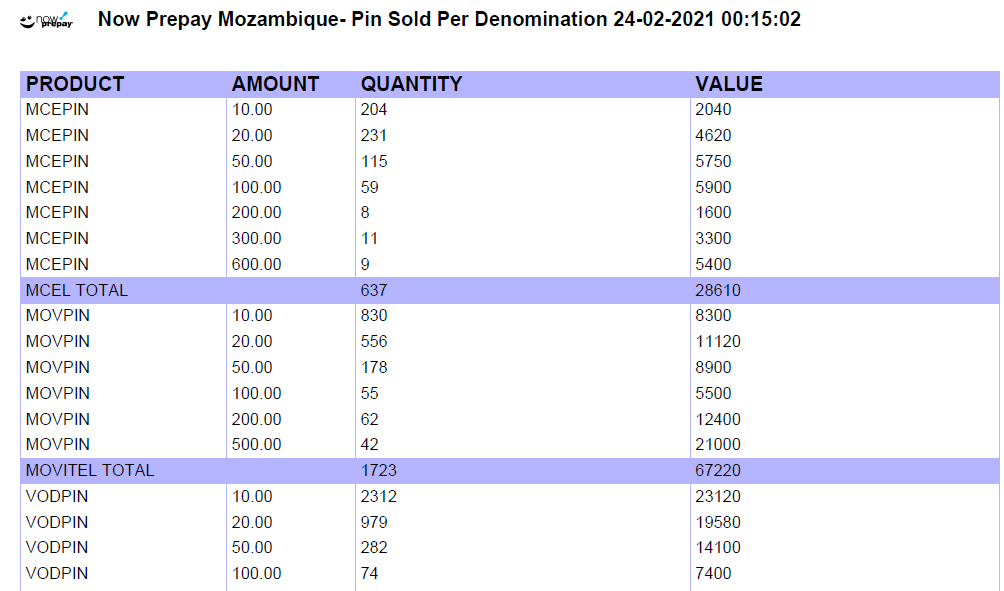 now prepay
Now Prepay Mozambique- Pin Sold Per Denomination 24-02-2021 00:15:02
PRODUCT AMOUNT QUANTITY VALUE
MCEPIN 10.00 204 2040
MCEPIN 20.00 231 4620
MCEPIN 50.00 115 5750
MCEPIN 100.00 59 5900
MCEPIN 200.00 8 1600
MCEPIN 300.00 11 3300
MCEPIN 600.00 9 5400
MCEL TOTAL 637 28610
MOVPIN 10.00 830 8300
MOVPIN 20.00 556 11120
MOVPIN 50.00 178 8900
MOVPIN 100.00 55 5500
MOVPIN 200.00 62 12400
MOVPIN 500.00 42 21000
MOVITEL TOTAL 1723 67220
VODPIN 10.00 2312 23120
VODPIN 20.00 979 19580
VODPIN 50.00 282 14100
VODPIN 100.00 74 7400